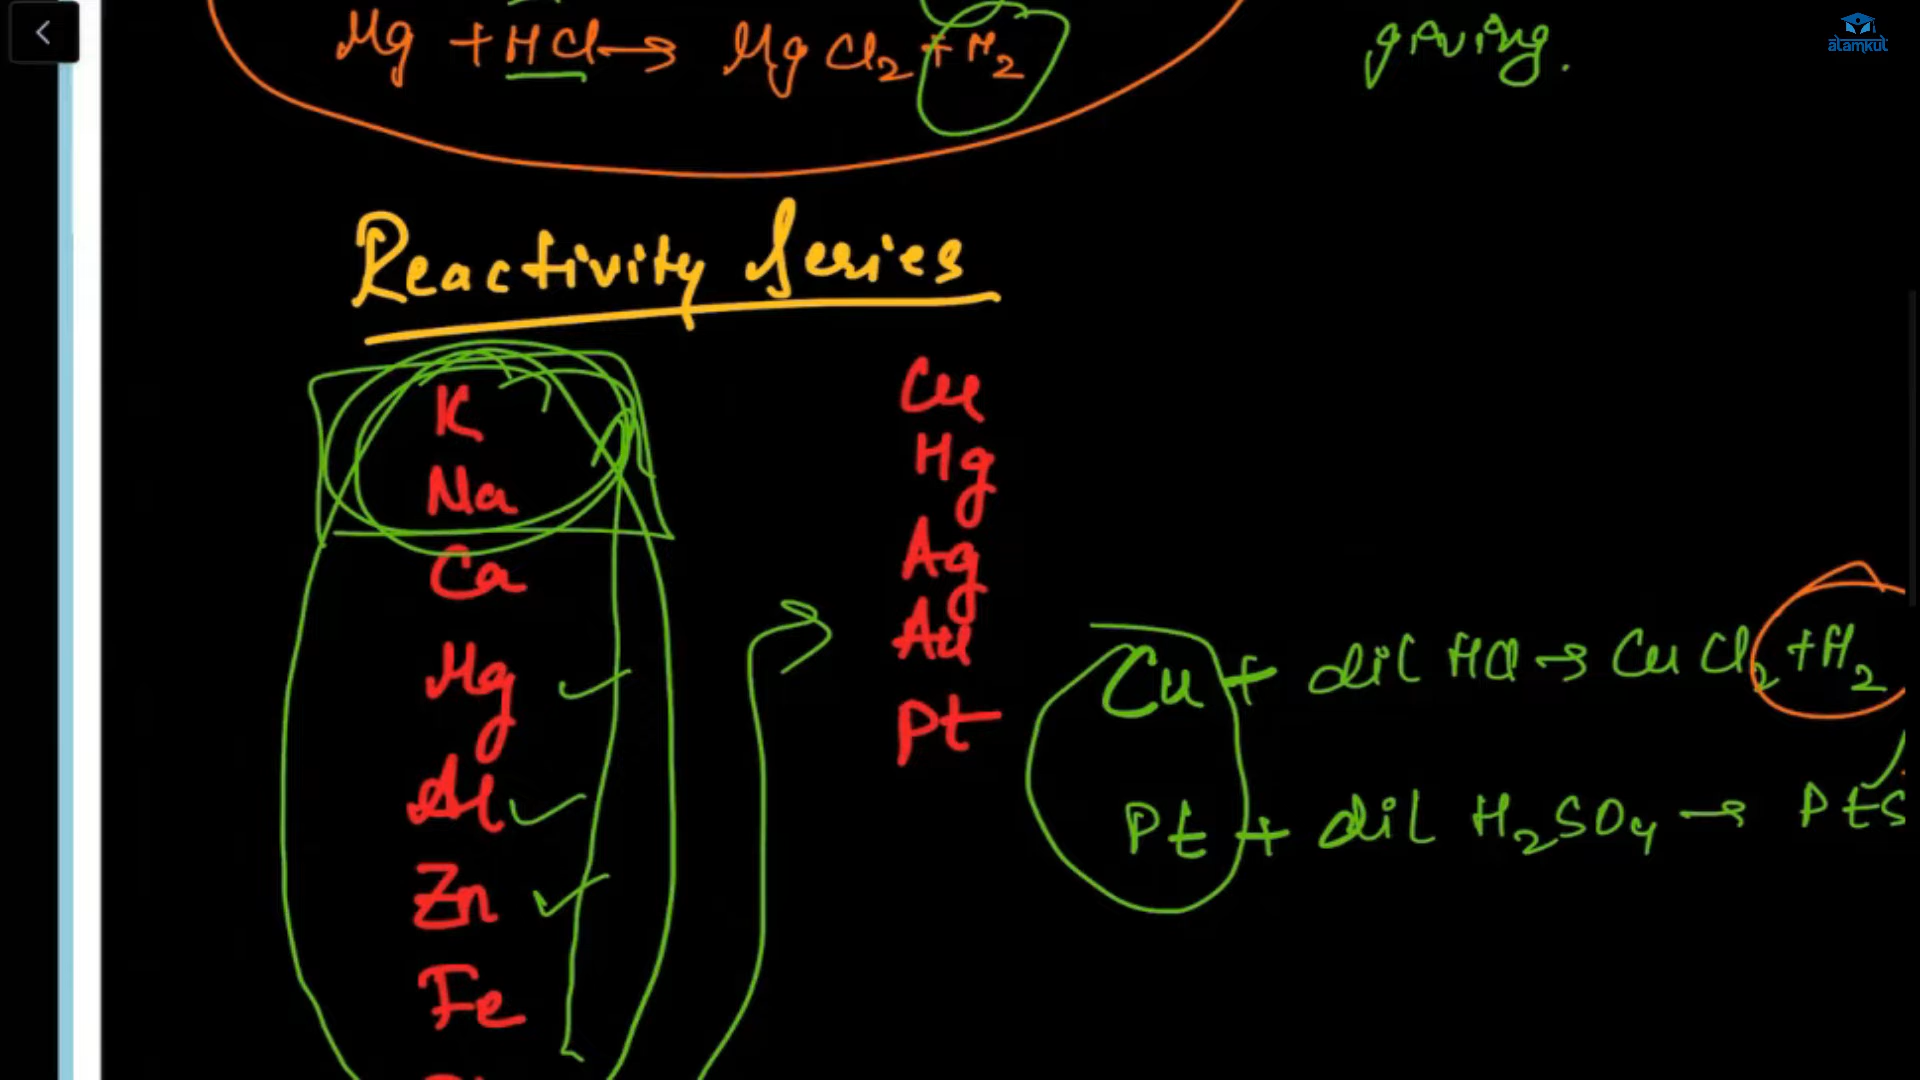 Mg + HCl → MgCl2 + H2
giving.
alamkul
Reactivity Series
K
Na
Ca
Mg ✓
Al ✓
Zn ✓
Fe
Cu
Hg
Ag
Au
Pt
Cu + dil HCl → CuCl2 + H2
Pt + dil H2SO4 → PtS